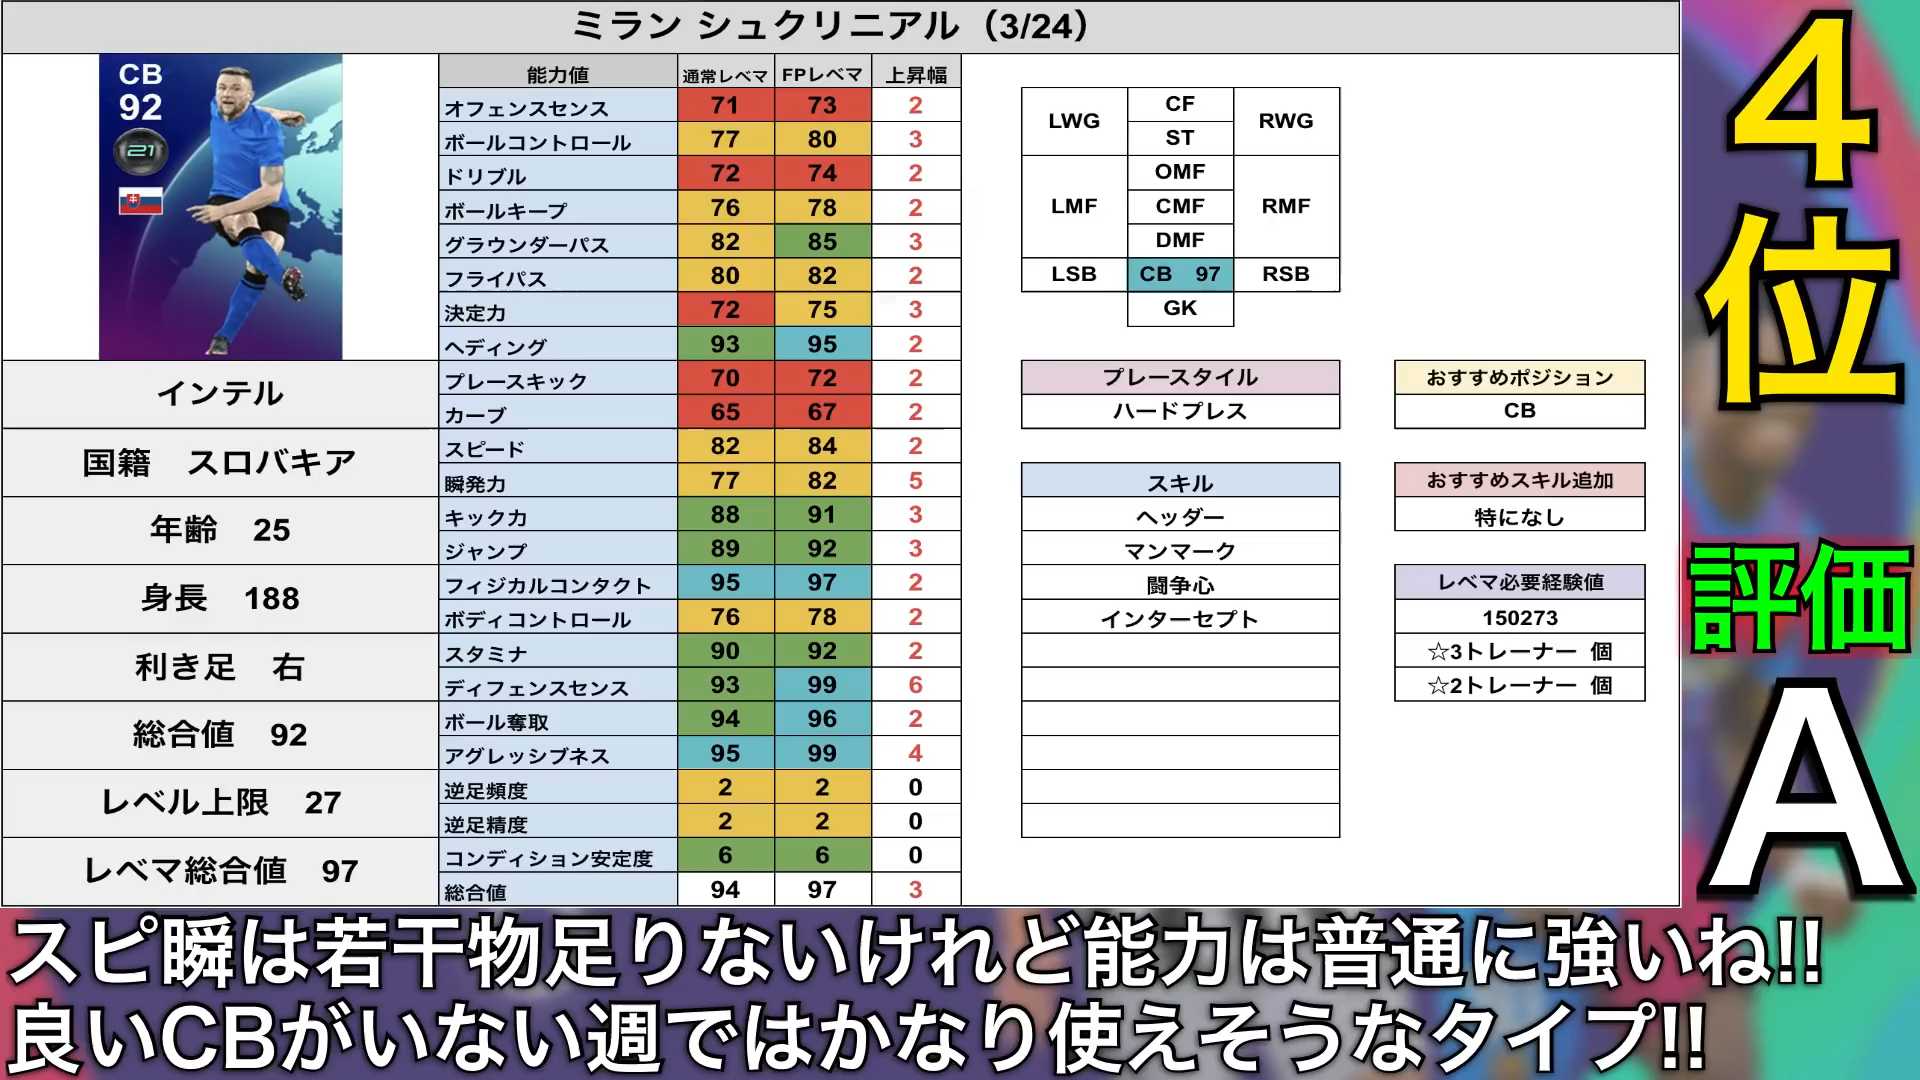 ミラン シュクリニアル（3/24）
CB
92
21
インテル
国籍 スロバキア
年齢 25
身長 188
利き足 右
総合値 92
レベル上限 27
レベマ総合値 97
能力値 通常レベマ FPレベマ 上昇幅
オフェンスセンス 71 73 2
ボールコントロール 77 80 3
ドリブル 72 74 2
ボールキープ 76 78 2
グラウンダーパス 82 85 3
フライパス 80 82 2
決定力 72 75 3
ヘディング 93 95 2
プレースキック 70 72 2
カーブ 65 67 2
スピード 82 84 2
瞬発力 77 82 5
キック力 88 91 3
ジャンプ 89 92 3
フィジカルコンタクト 95 97 2
ボディコントロール 76 78 2
スタミナ 90 92 2
ディフェンスセンス 93 99 6
ボール奪取 94 96 2
アグレッシブネス 95 99 4
逆足頻度 2 2 0
逆足精度 2 2 0
コンディション安定度 6 6 0
総合値 94 97 3
LWG CF RWG
ST
OMF
LMF CMF RMF
DMF
LSB CB 97 RSB
GK
プレースタイル
ハードプレス
おすすめポジション
CB
スキル
ヘッダー
マンマーク
闘争心
インターセプト
おすすめスキル追加
特になし
レベマ必要経験値
150273
☆3トレーナー 個
☆2トレーナー 個
4位
評価
A
スピ瞬は若干物足りないけれど能力は普通に強いね!!
良いCBがいない週ではかなり使えそうなタイプ!!